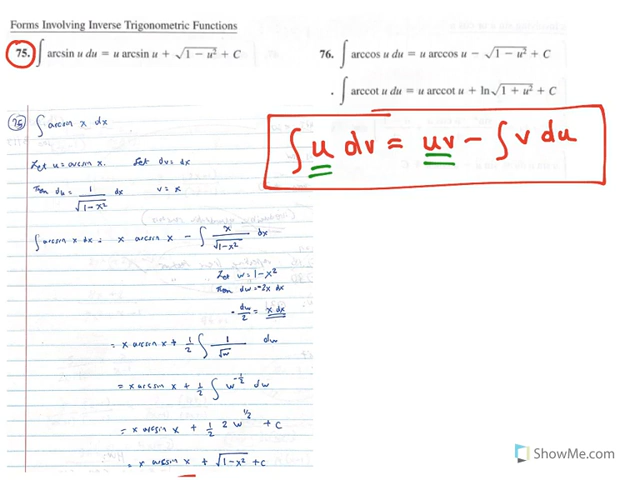 Forms Involving Inverse Trigonometric Functions
75. ∫ arcsin u du = u arcsin u + √(1 − u²) + C
76. ∫ arccos u du = u arccos u − √(1 − u²) + C
. ∫ arccot u du = u arccot u + ln √(1 + u²) + C
∫ u dv = uv − ∫ v du
75 ∫ arcsin x dx
Let u = arcsin x. Let dv = dx
Then du = 1/√(1−x²) dx v = x
∫ arcsin x dx = x arcsin x − ∫ x/√(1−x²) dx
Let w = 1−x²
Then dw = −2x dx
−dw/2 = x dx
= x arcsin x + 1/2 ∫ 1/√w dw
= x arcsin x + 1/2 ∫ w^(−1/2) dw
= x arcsin x + 1/2 2 w^(1/2) + C
= x arcsin x + √(1−x²) + C
ShowMe.com